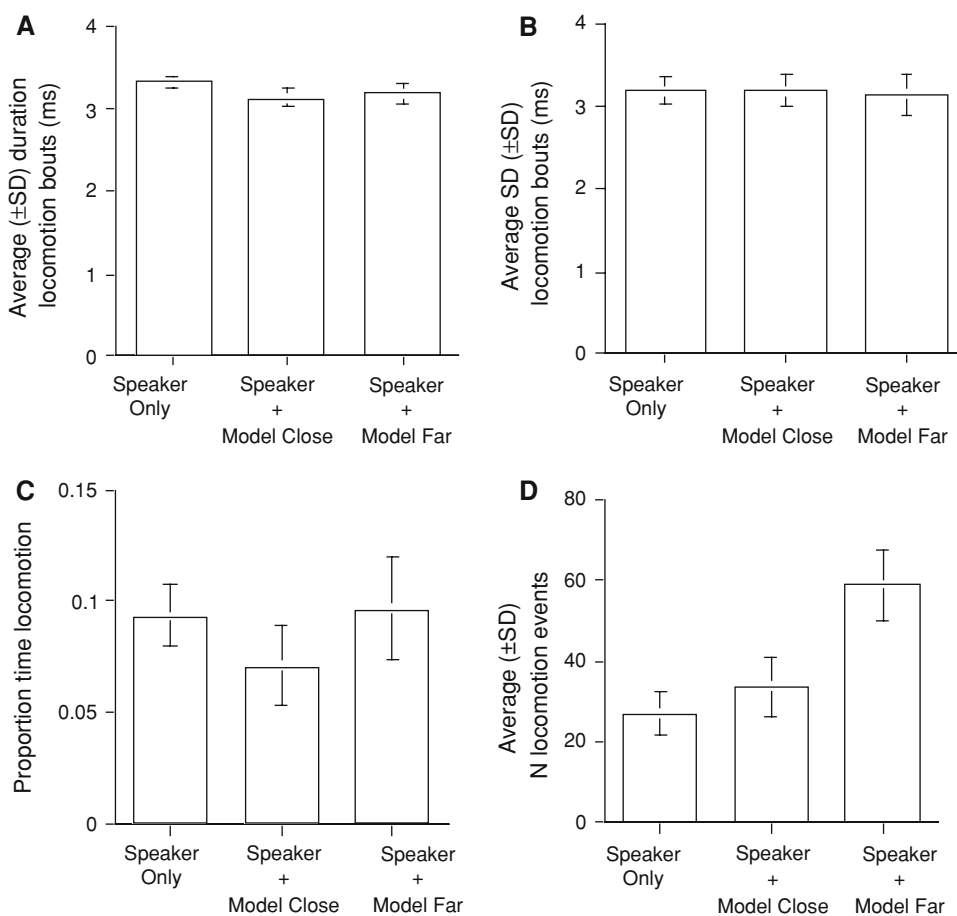 A
Average (±SD) duration
locomotion bouts (ms)
4
3
2
1
0
Speaker
Only
Speaker
+
Model Close
Speaker
+
Model Far
B
Average SD (±SD)
locomotion bouts (ms)
4
3
2
1
0
Speaker
Only
Speaker
+
Model Close
Speaker
+
Model Far
C
Proportion time locomotion
0.15
0.1
0.05
0
Speaker
Only
Speaker
+
Model Close
Speaker
+
Model Far
D
Average (±SD)
N locomotion events
80
60
40
20
0
Speaker
Only
Speaker
+
Model Close
Speaker
+
Model Far